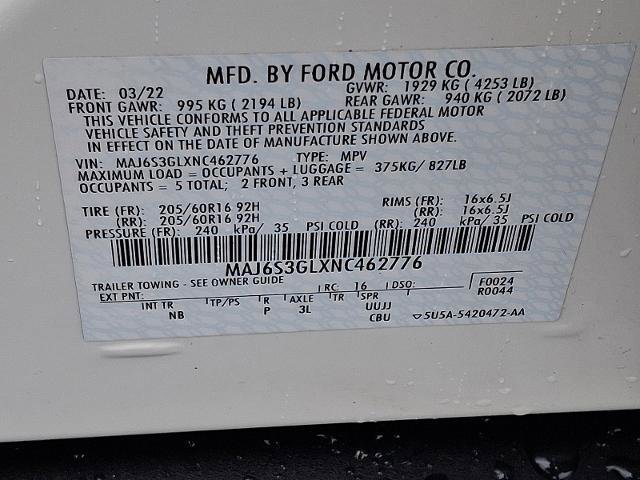 MFD. BY FORD MOTOR CO.
DATE: 03/22 GVWR: 1929 KG ( 4253 LB)
FRONT GAWR: 995 KG ( 2194 LB) REAR GAWR: 940 KG ( 2072 LB)
THIS VEHICLE CONFORMS TO ALL APPLICABLE FEDERAL MOTOR
VEHICLE SAFETY AND THEFT PREVENTION STANDARDS
IN EFFECT ON THE DATE OF MANUFACTURE SHOWN ABOVE.
VIN: MAJ6S3GLXNC462776 TYPE: MPV
MAXIMUM LOAD = OCCUPANTS + LUGGAGE = 375KG/ 827LB
OCCUPANTS = 5 TOTAL; 2 FRONT, 3 REAR
TIRE (FR): 205/60R16 92H RIMS (FR): 16x6.5J
(RR): 205/60R16 92H (RR): 16x6.5J
PRESSURE (FR): 240 kPa/ 35 PSI COLD (RR): 240 kPa/ 35 PSI COLD
MAJ6S3GLXNC462776
TRAILER TOWING - SEE OWNER GUIDE
EXT PNT: RC: 16 DSO: F0024
R0044
INT TR TP/PS R AXLE TR SPR
NB P 3L UUJJ
CBU 5U5A-5420472-AA